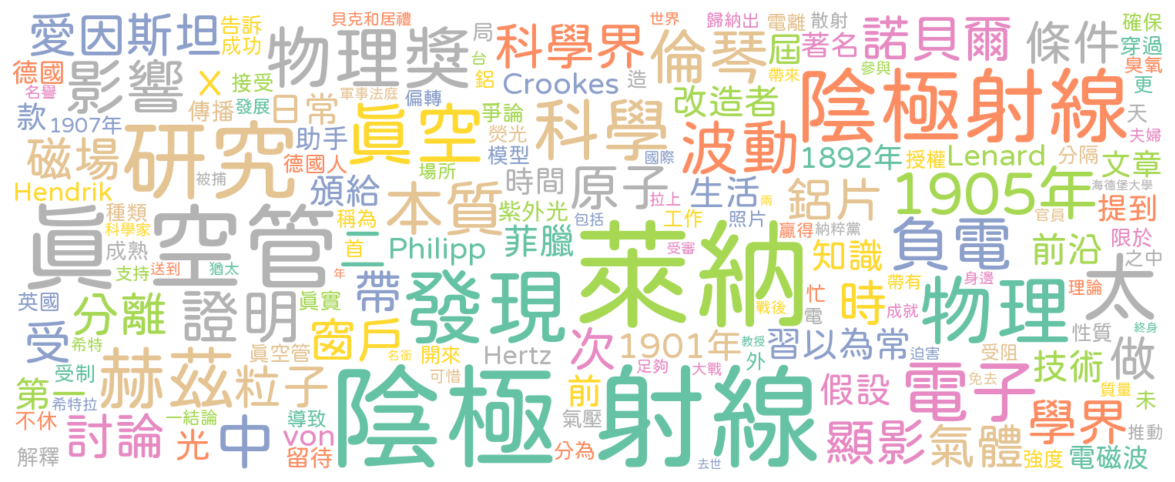 愛因斯坦 告訴 成功 物理獎 局 貝克和居禮 科學界 台 世界 倫琴 歸納出 帶來 電離 散射 屆 著名 參與 諾貝爾 條件 確保 穿過 臭氧 更
德國 名譽 影響 X 接受 發展 軍事法庭 偏轉 Crookes 鋁 造 改造者 陰極射線 天 夫婦
款 1907年 傳播 日常 助手 真空 爭論 模型 熒光 科學 國際 波動 1892年 授權 Lenard 分隔 文章
磁場 研究 德國人 被捕 頒給 場所 時間 原子 拉上 生活 兩 鋁片 1905年 海德堡大學 提到
Hendrik 種類 科學家 稱為 本質 紫外光 包括 工作 照片 贏得 納粹黨 官員 限於
真空管 成熟 支持 送到 猶太 首 二 Philipp 菲臘 萊納 受審 知識 忙 電 時 帶有 身邊 成就 負電 前沿 之中 理論 太
英國 分離 希特 證明 真實 年 帶 發現 戰後 物理 性質 終身
受 窗戶 名銜 開來 Hertz 次 1901年 教授 外 習以為常 迫害 受阻 技術 做
第一 受制 希特拉 赫茲 真空管 粒子 可惜 足夠 大戰 前 氣壓 假設 電子 免去 質量 未
不休 討論 一結論 光 中 導致 von 留待 陰極射線 分為 去世 顯影 氣體 學界 強度 推動
解釋 電磁波